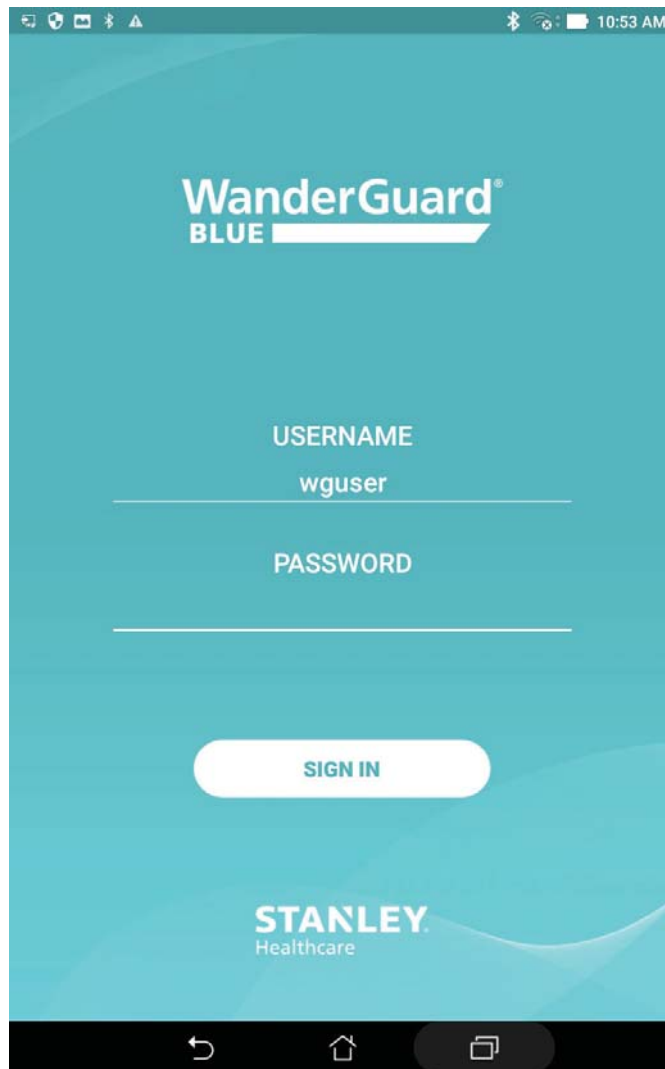 10:53 AM
WanderGuard®
BLUE
USERNAME
wguser
PASSWORD
SIGN IN
STANLEY
Healthcare